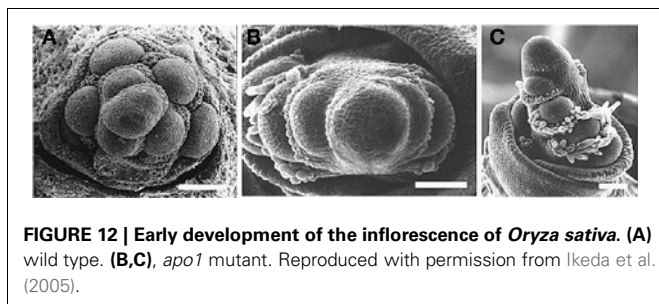 A B C
FIGURE 12 | Early development of the inflorescence of Oryza sativa. (A)
wild type. (B,C), apo1 mutant. Reproduced with permission from Ikeda et al.
(2005).